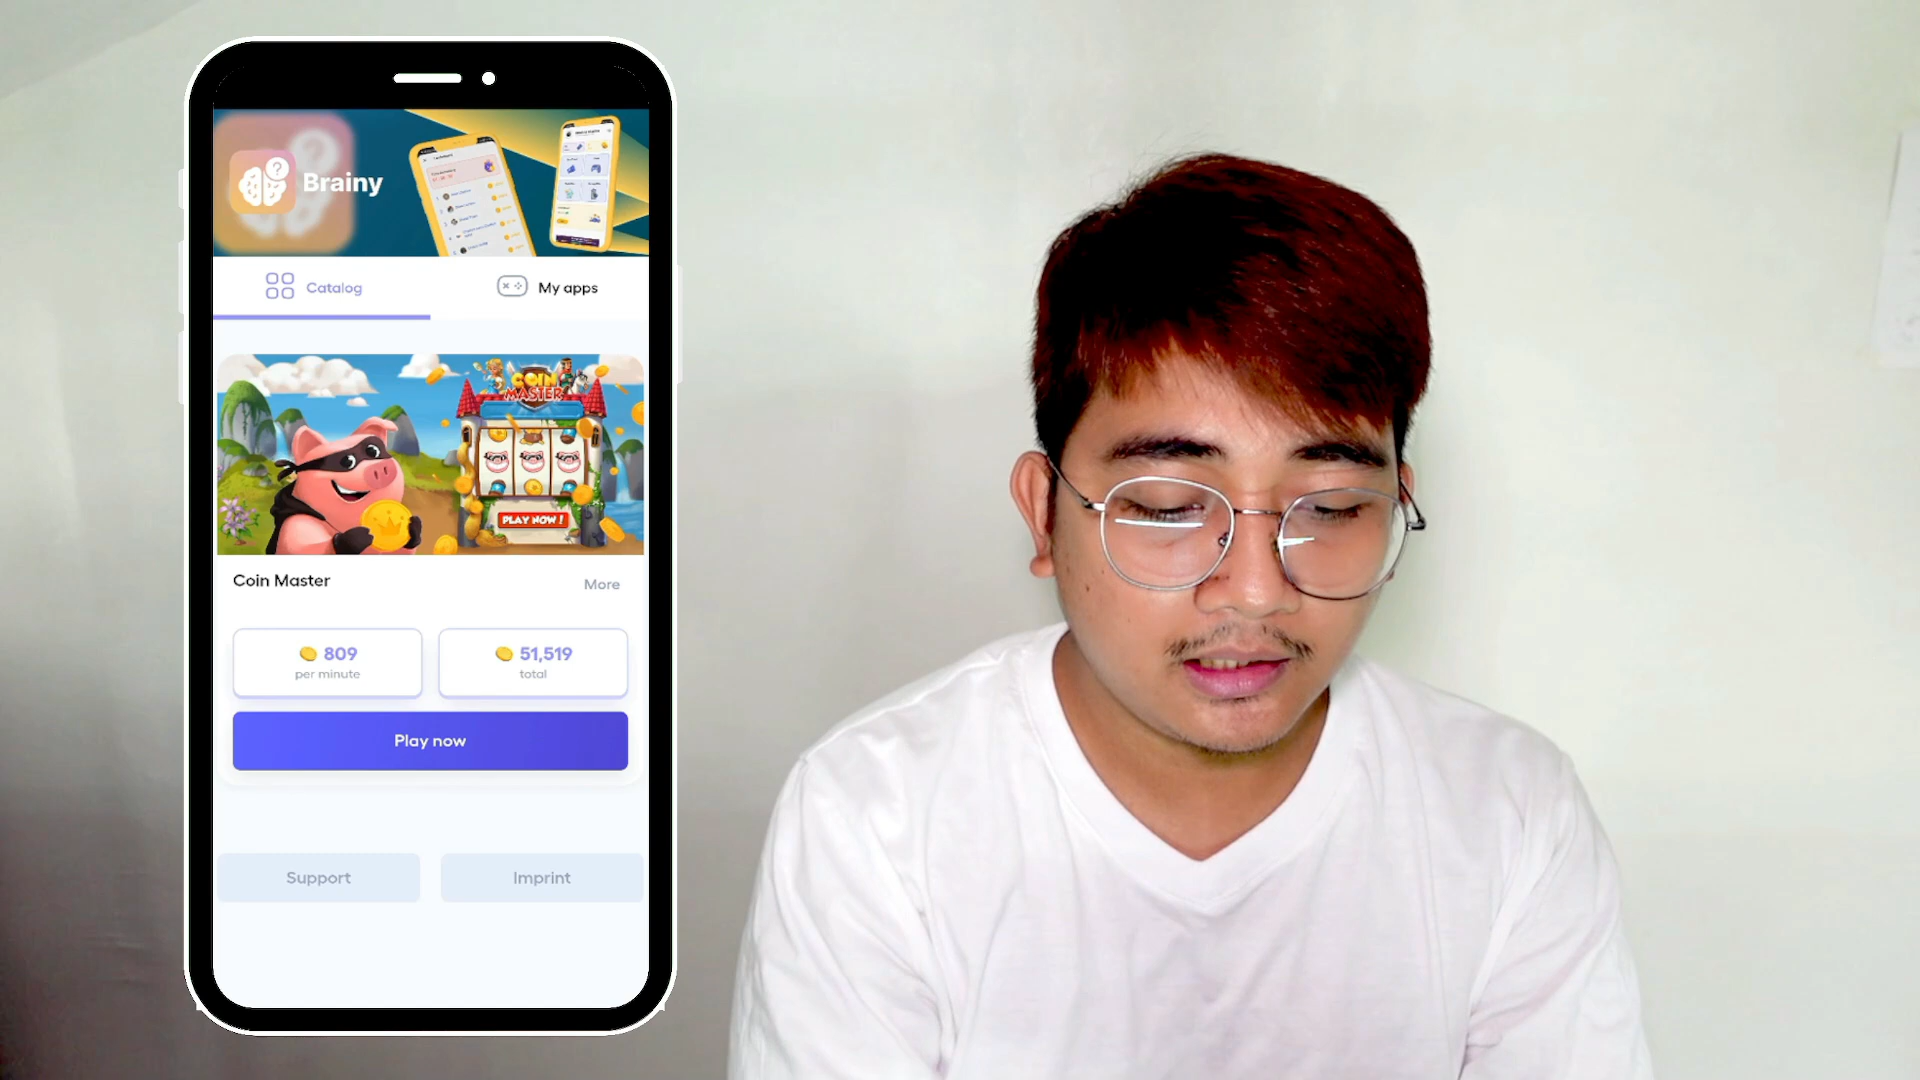 Brainy
Catalog
My apps
COIN
MASTER
PLAY NOW !
Coin Master
More
809
per minute
51,519
total
Play now
Support
Imprint